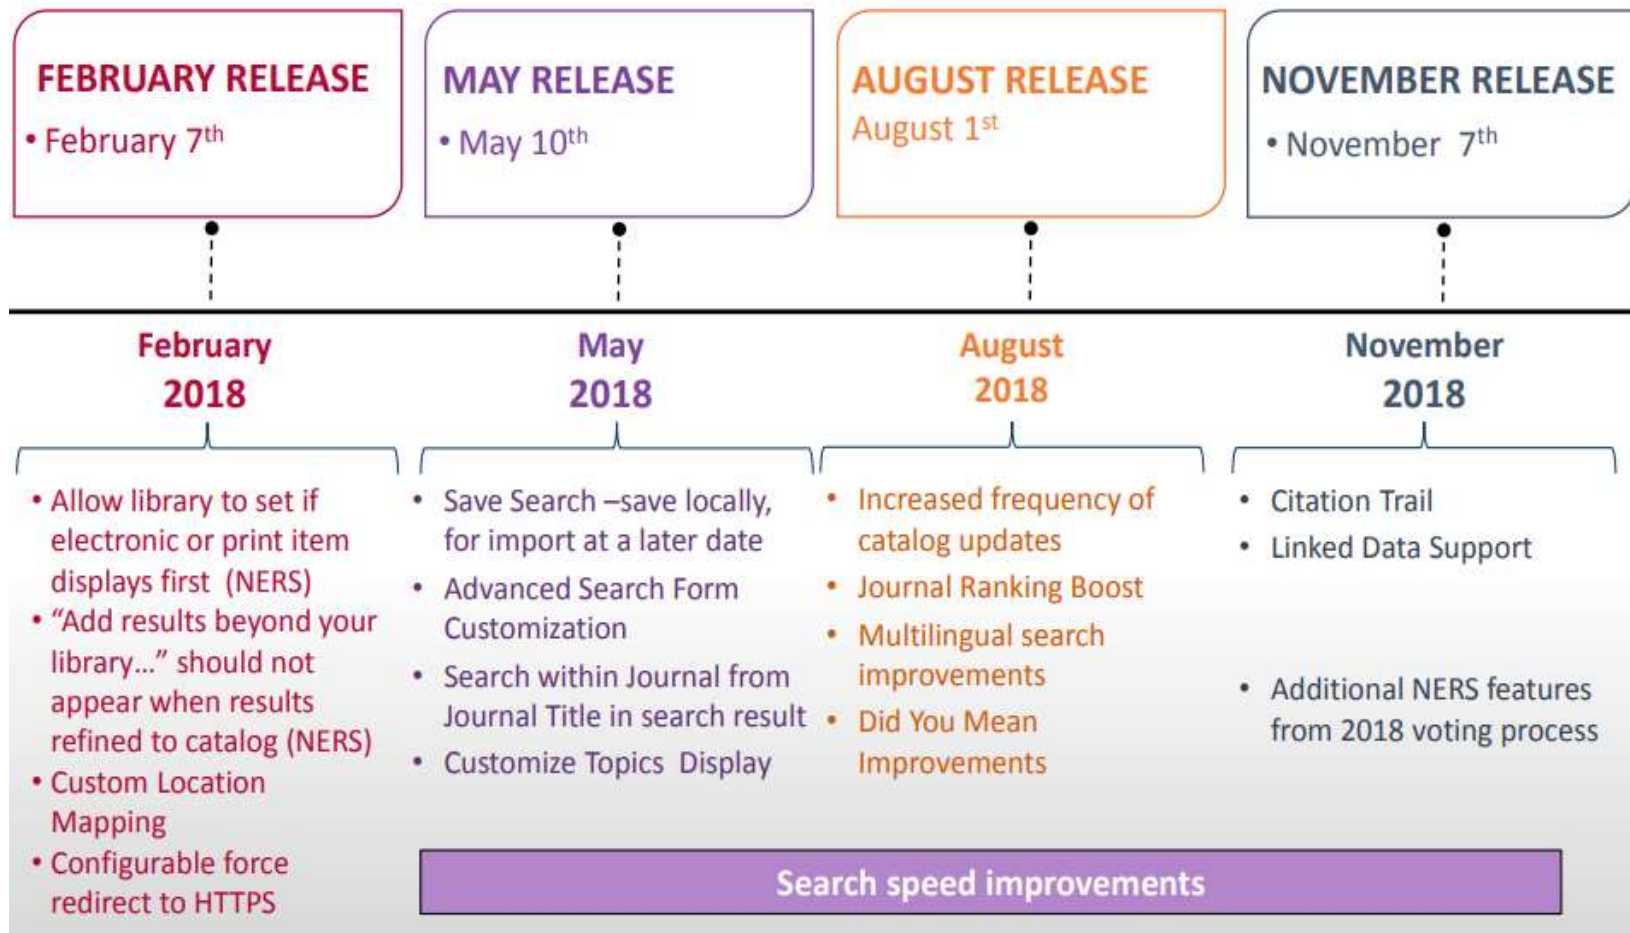 FEBRUARY RELEASE
• February 7th
MAY RELEASE
• May 10th
AUGUST RELEASE
August 1st
NOVEMBER RELEASE
• November 7th
February
2018
May
2018
August
2018
November
2018
• Allow library to set if
electronic or print item
displays first (NERS)
• “Add results beyond your
library...” should not
appear when results
refined to catalog (NERS)
• Custom Location
Mapping
• Configurable force
redirect to HTTPS
• Save Search –save locally,
for import at a later date
• Advanced Search Form
Customization
• Search within Journal from
Journal Title in search result
• Customize Topics Display
• Increased frequency of
catalog updates
• Journal Ranking Boost
• Multilingual search
improvements
• Did You Mean
Improvements
• Citation Trail
• Linked Data Support
• Additional NERS features
from 2018 voting process
Search speed improvements